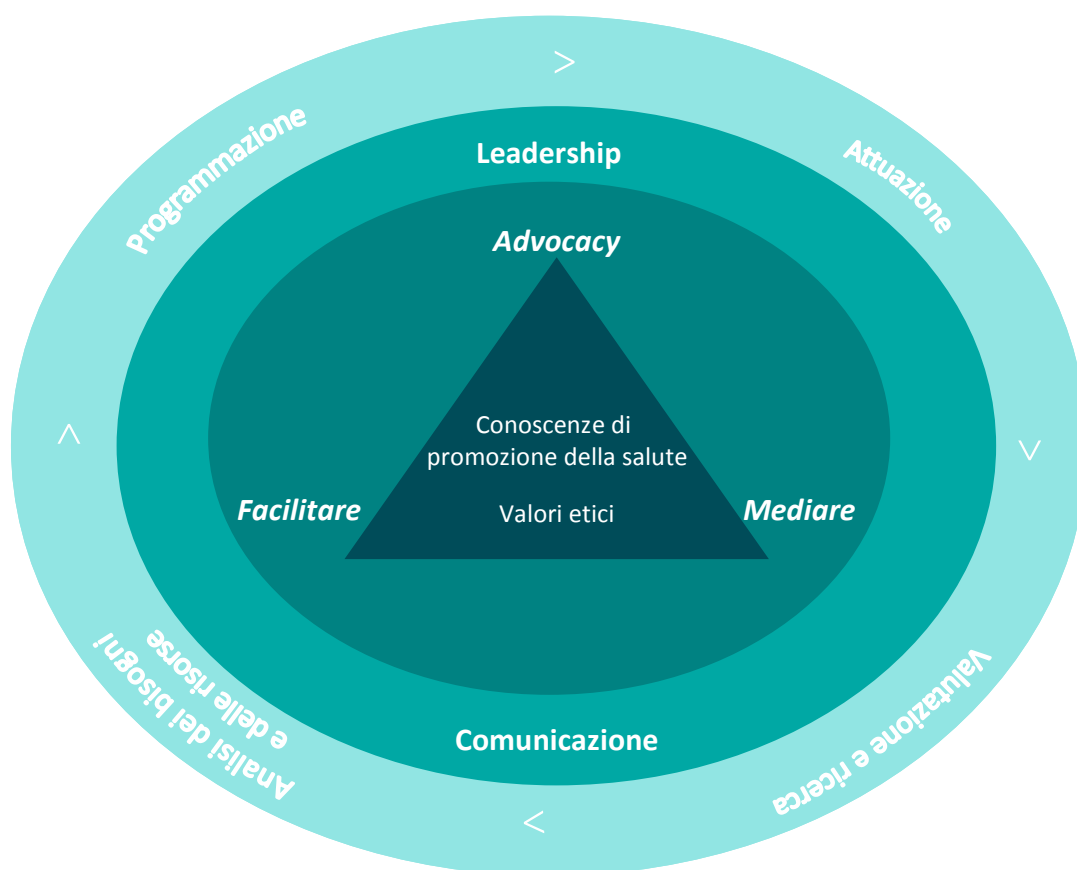 >
Programmazione
Attuazione
Leadership
Advocacy
Conoscenze di
promozione della salute
Valori etici
Facilitare
Mediare
>
>
Analisi dei bisogni
e delle risorse
Comunicazione
Valutazione e ricerca
>